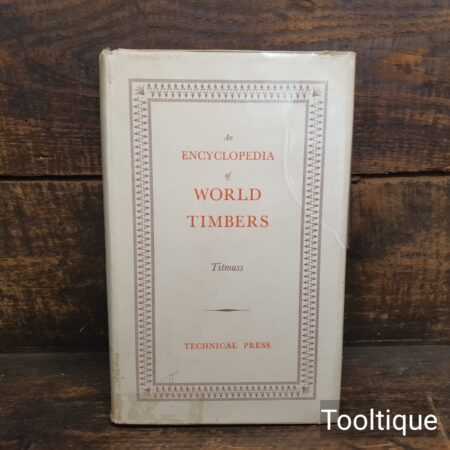 An
ENCYCLOPEDIA
of
WORLD
TIMBERS
Titmuss
TECHNICAL PRESS
Tooltique